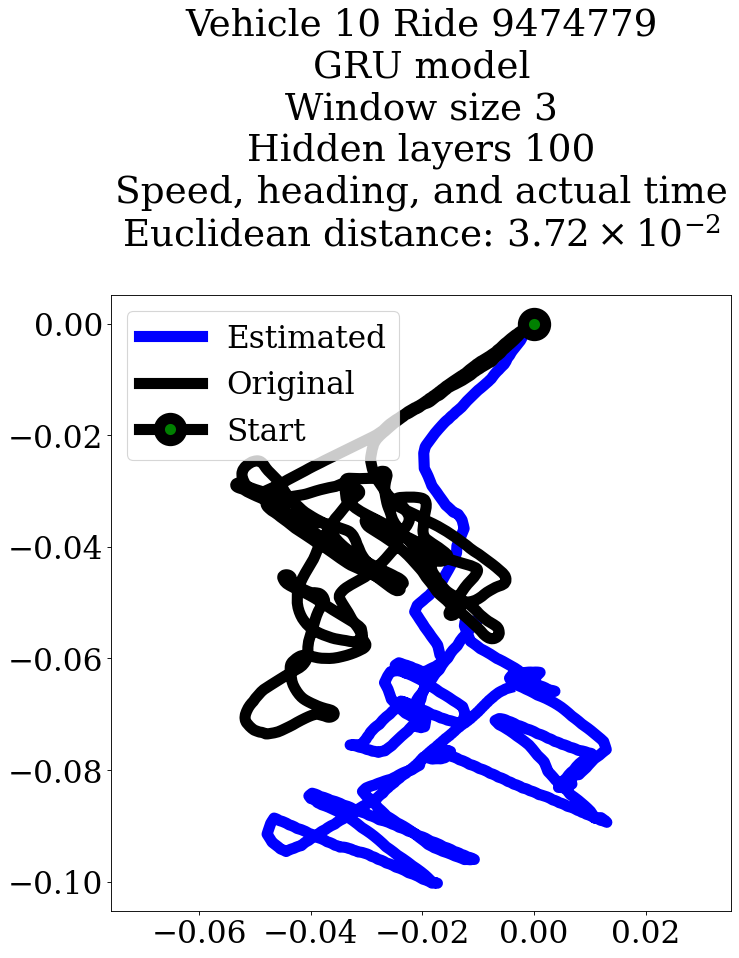 Vehicle 10 Ride 9474779
GRU model
Window size 3
Hidden layers 100
Speed, heading, and actual time
Euclidean distance: 3.72 × 10⁻²
Estimated
Original
Start
0.00
−0.02
−0.04
−0.06
−0.08
−0.10
−0.06 −0.04 −0.02 0.00 0.02